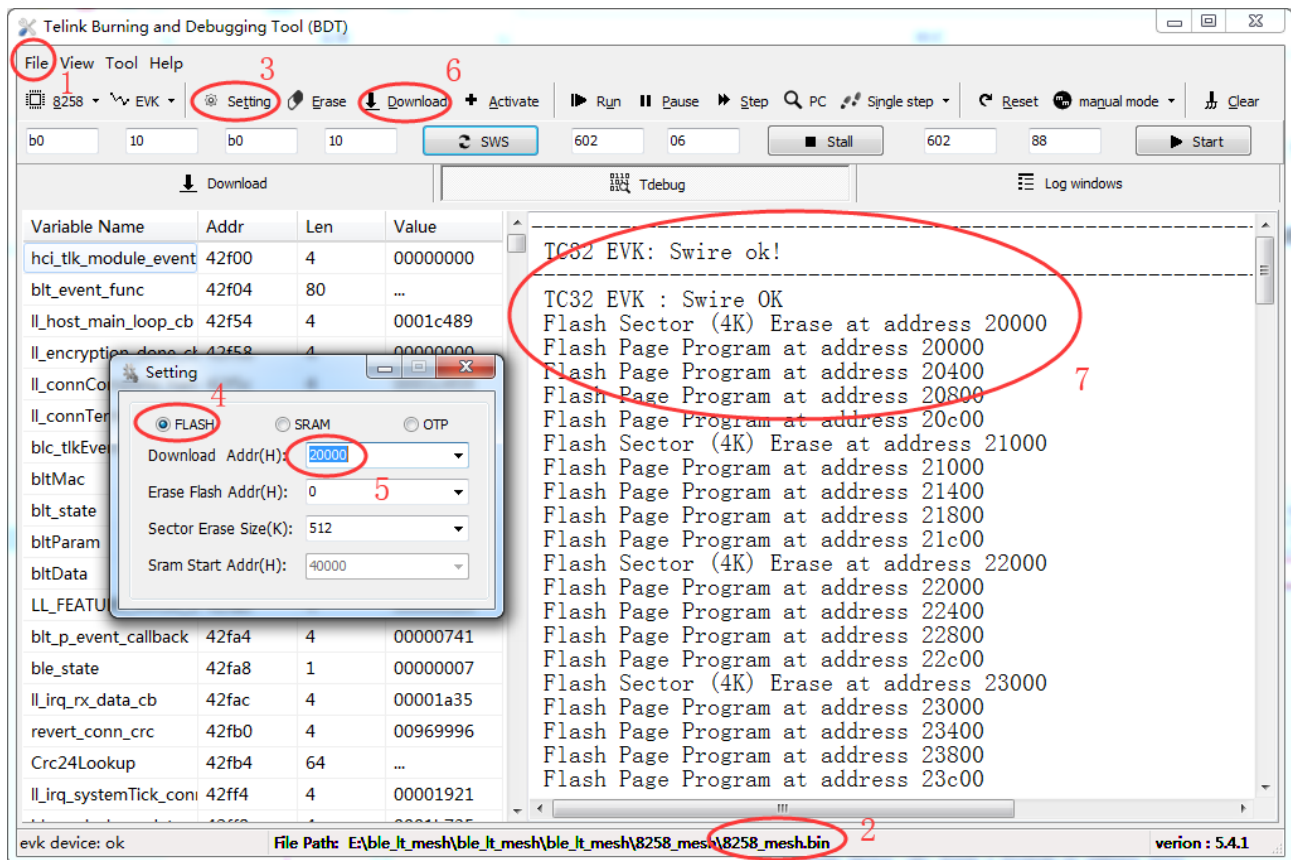 Telink Burning and Debugging Tool (BDT)
File View Tool Help
1 3 6
8258 EVK Setting Erase Download Activate Run Pause Step PC Single step Reset manual mode Clear
b0 10 b0 10 SWS 602 06 Stall 602 88 Start
Download Tdebug Log windows
Variable Name Addr Len Value
hci_tlk_module_event 42f00 4 00000000
blt_event_func 42f04 80 ...
ll_host_main_loop_cb 42f54 4 0001c489
ll_encryption_done_cb 42f58 4 00000000
ll_connCo
ll_connTer
blc_tlkEve
bltMac
blt_state
bltParam
bltData
LL_FEATU
blt_p_event_callback 42fa4 4 00000741
ble_state 42fa8 1 00000007
ll_irq_rx_data_cb 42fac 4 00001a35
revert_conn_crc 42fb0 4 00969996
Crc24Lookup 42fb4 64 ...
ll_irq_systemTick_conn 42ff4 4 00001921
Setting
4
FLASH SRAM OTP
Download Addr(H): 20000
Erase Flash Addr(H): 0 5
Sector Erase Size(K): 512
Sram Start Addr(H): 40000
TC32 EVK: Swire ok!
TC32 EVK : Swire OK
Flash Sector (4K) Erase at address 20000
Flash Page Program at address 20000
Flash Page Program at address 20400
Flash Page Program at address 20800
7
Flash Page Program at address 20c00
Flash Sector (4K) Erase at address 21000
Flash Page Program at address 21000
Flash Page Program at address 21400
Flash Page Program at address 21800
Flash Page Program at address 21c00
Flash Sector (4K) Erase at address 22000
Flash Page Program at address 22000
Flash Page Program at address 22400
Flash Page Program at address 22800
Flash Page Program at address 22c00
Flash Sector (4K) Erase at address 23000
Flash Page Program at address 23000
Flash Page Program at address 23400
Flash Page Program at address 23800
Flash Page Program at address 23c00
evk device: ok File Path: E:\ble_lt_mesh\ble_lt_mesh\ble_lt_mesh\8258_mesh\8258_mesh.bin 2 verion : 5.4.1